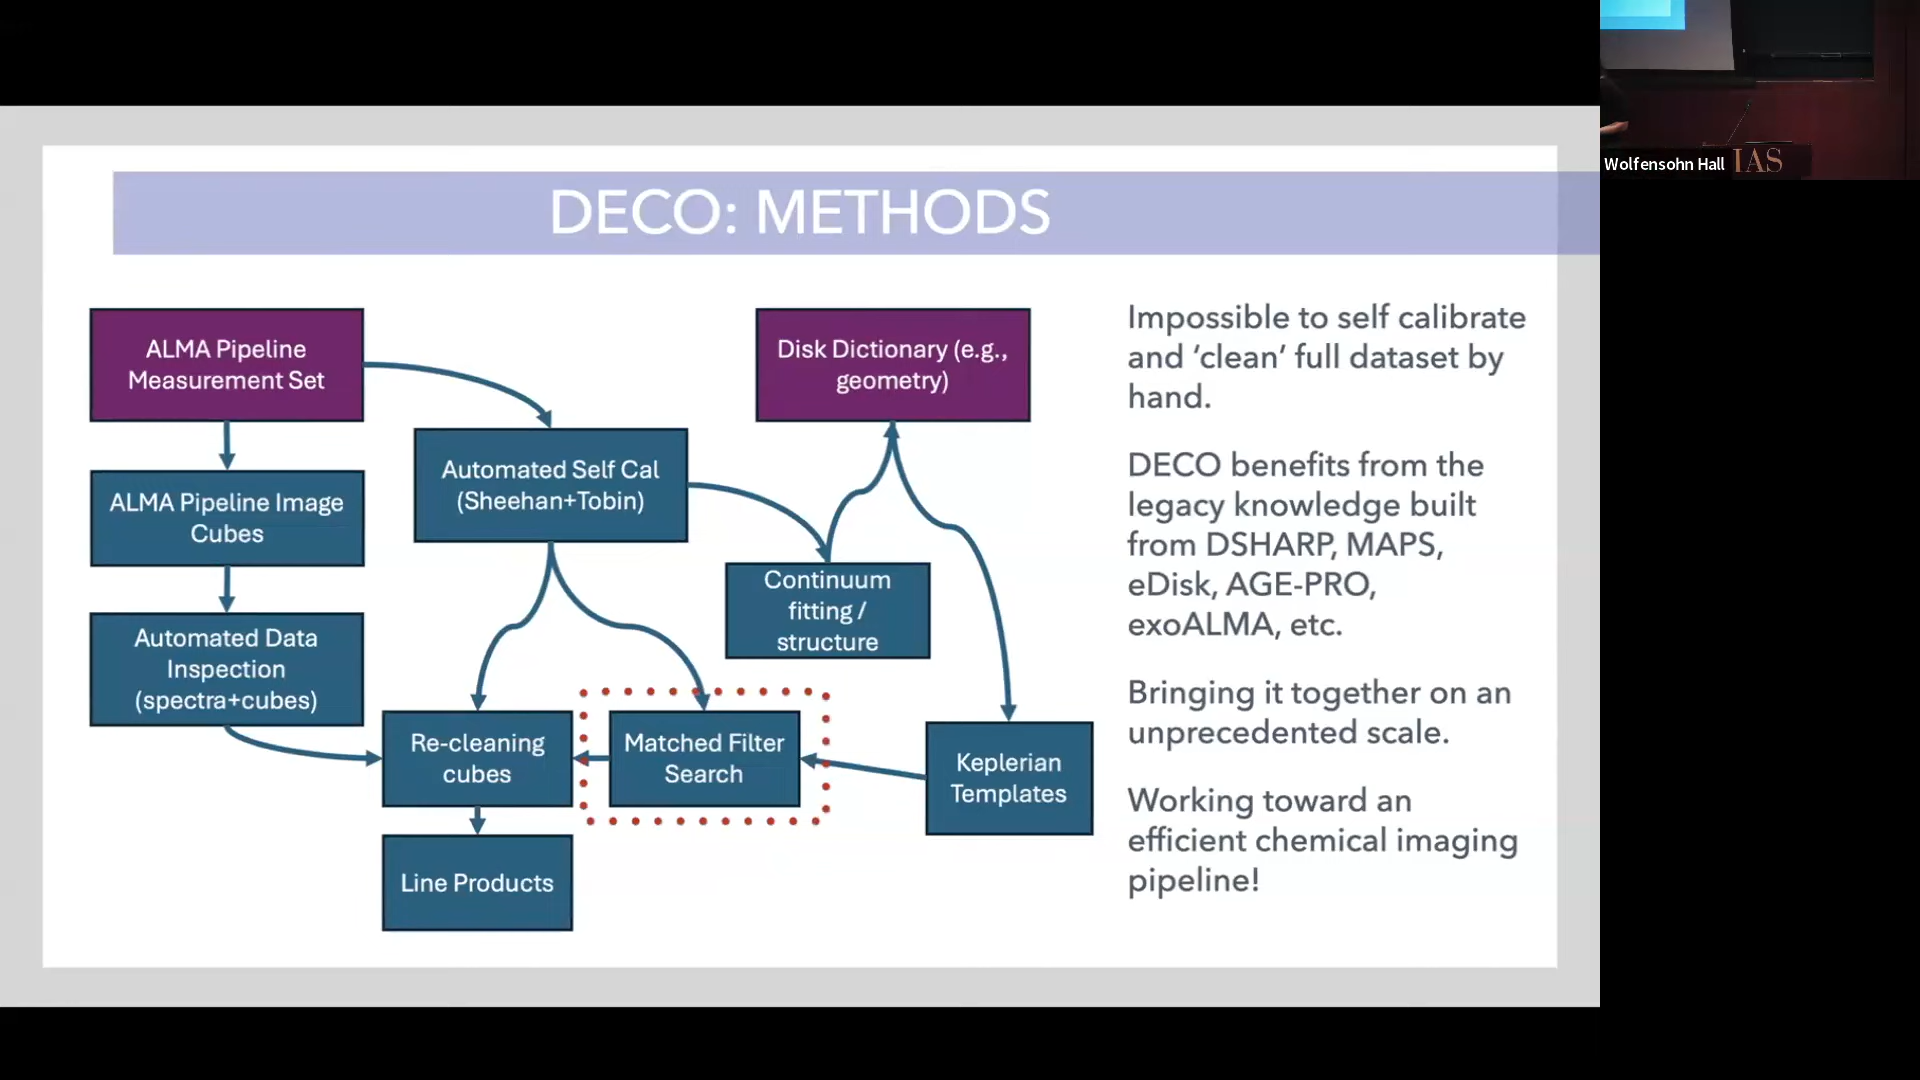 DECO: METHODS
ALMA Pipeline
Measurement Set
Disk Dictionary (e.g.,
geometry)
Automated Self Cal
(Sheehan+Tobin)
ALMA Pipeline Image
Cubes
Continuum
fitting /
structure
Automated Data
Inspection
(spectra+cubes)
Re-cleaning
cubes
Matched Filter
Search
Keplerian
Templates
Line Products
Impossible to self calibrate
and ‘clean’ full dataset by
hand.
DECO benefits from the
legacy knowledge built
from DSHARP, MAPS,
eDisk, AGE-PRO,
exoALMA, etc.
Bringing it together on an
unprecedented scale.
Working toward an
efficient chemical imaging
pipeline!
Wolfensohn Hall
IAS